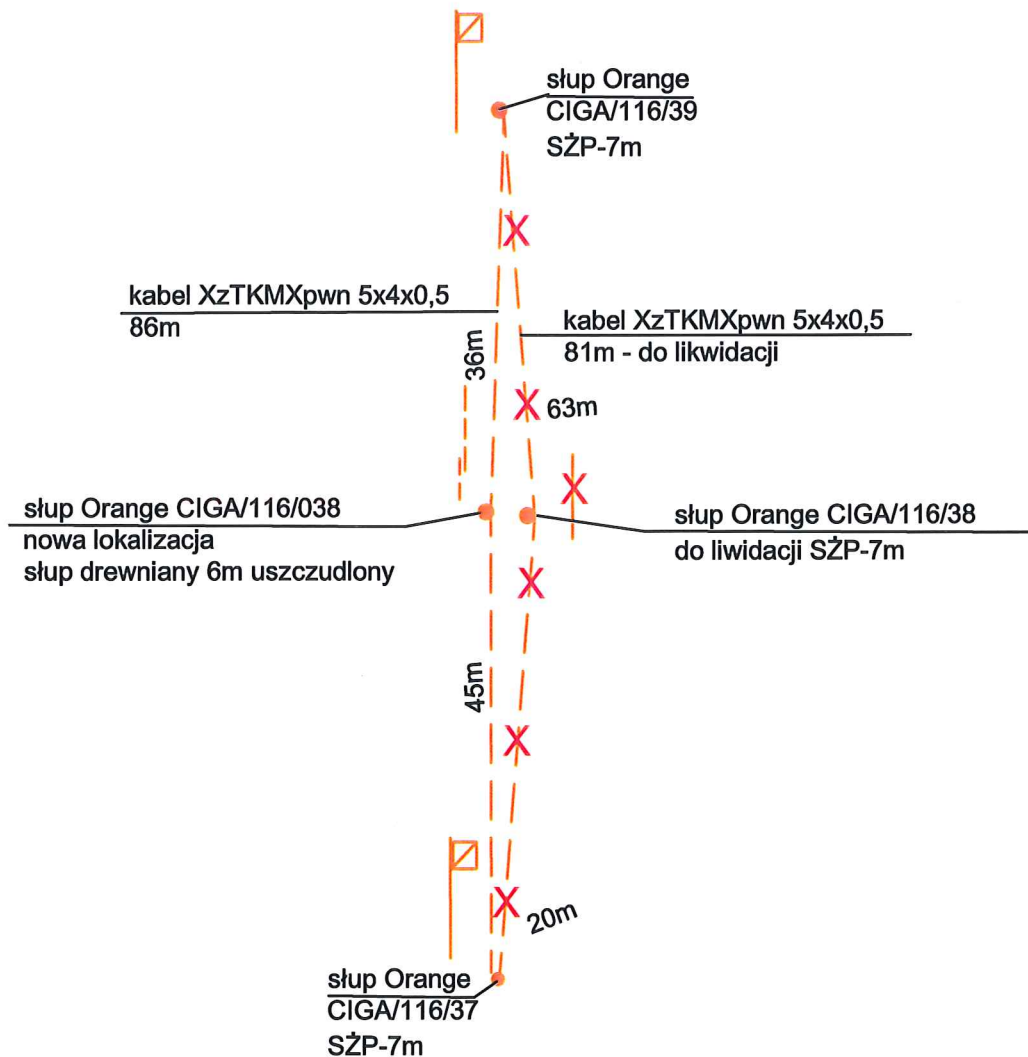 słup Orange
CIGA/116/39
SŻP-7m
kabel XzTKMXpwn 5x4x0,5
86m
kabel XzTKMXpwn 5x4x0,5
81m - do likwidacji
36m
63m
słup Orange CIGA/116/038
nowa lokalizacja
słup drewniany 6m uszczudlony
słup Orange CIGA/116/38
do liwidacji SŻP-7m
45m
20m
słup Orange
CIGA/116/37
SŻP-7m